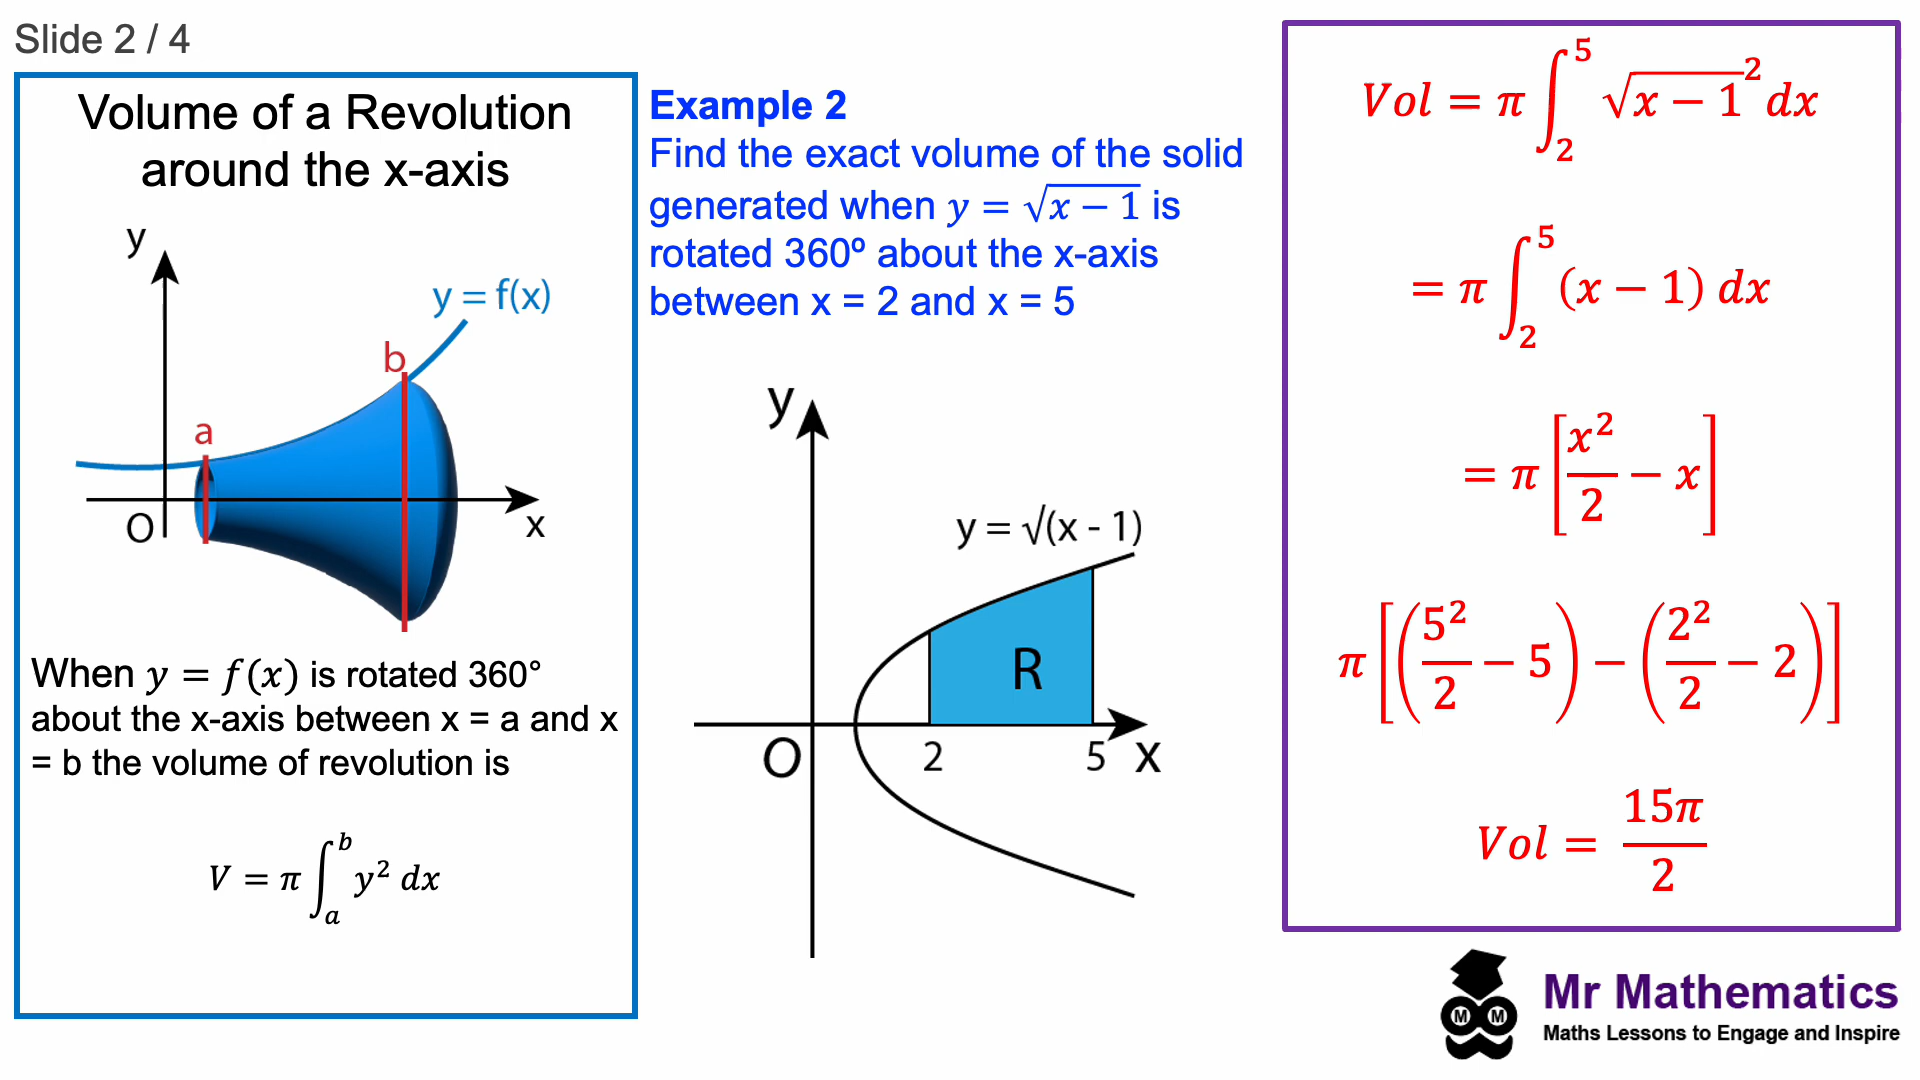 Slide 2 / 4
Volume of a Revolution
around the x-axis
y
y = f(x)
b
a
O
x
When y = f(x) is rotated 360°
about the x-axis between x = a and x
= b the volume of revolution is
V = π ∫_a^b y² dx
Example 2
Find the exact volume of the solid
generated when y = √(x − 1) is
rotated 360º about the x-axis
between x = 2 and x = 5
y
y = √(x - 1)
R
O
2
5
x
Vol = π ∫_2^5 √(x − 1)² dx
= π ∫_2^5 (x − 1) dx
= π [x²/2 − x]
π [(5²/2 − 5) − (2²/2 − 2)]
Vol = 15π/2
M M
Mr Mathematics
Maths Lessons to Engage and Inspire